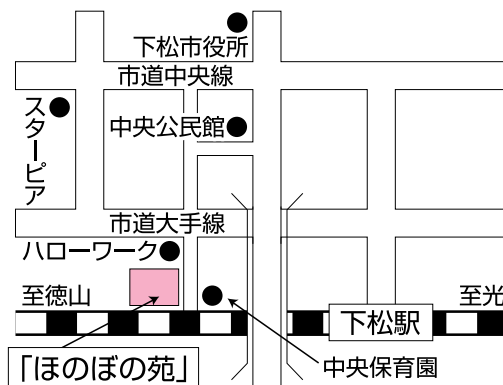 下松市役所
市道中央線
スターピア
中央公民館
市道大手線
ハローワーク
至徳山
至光
下松駅
「ほのぼの苑」
中央保育園